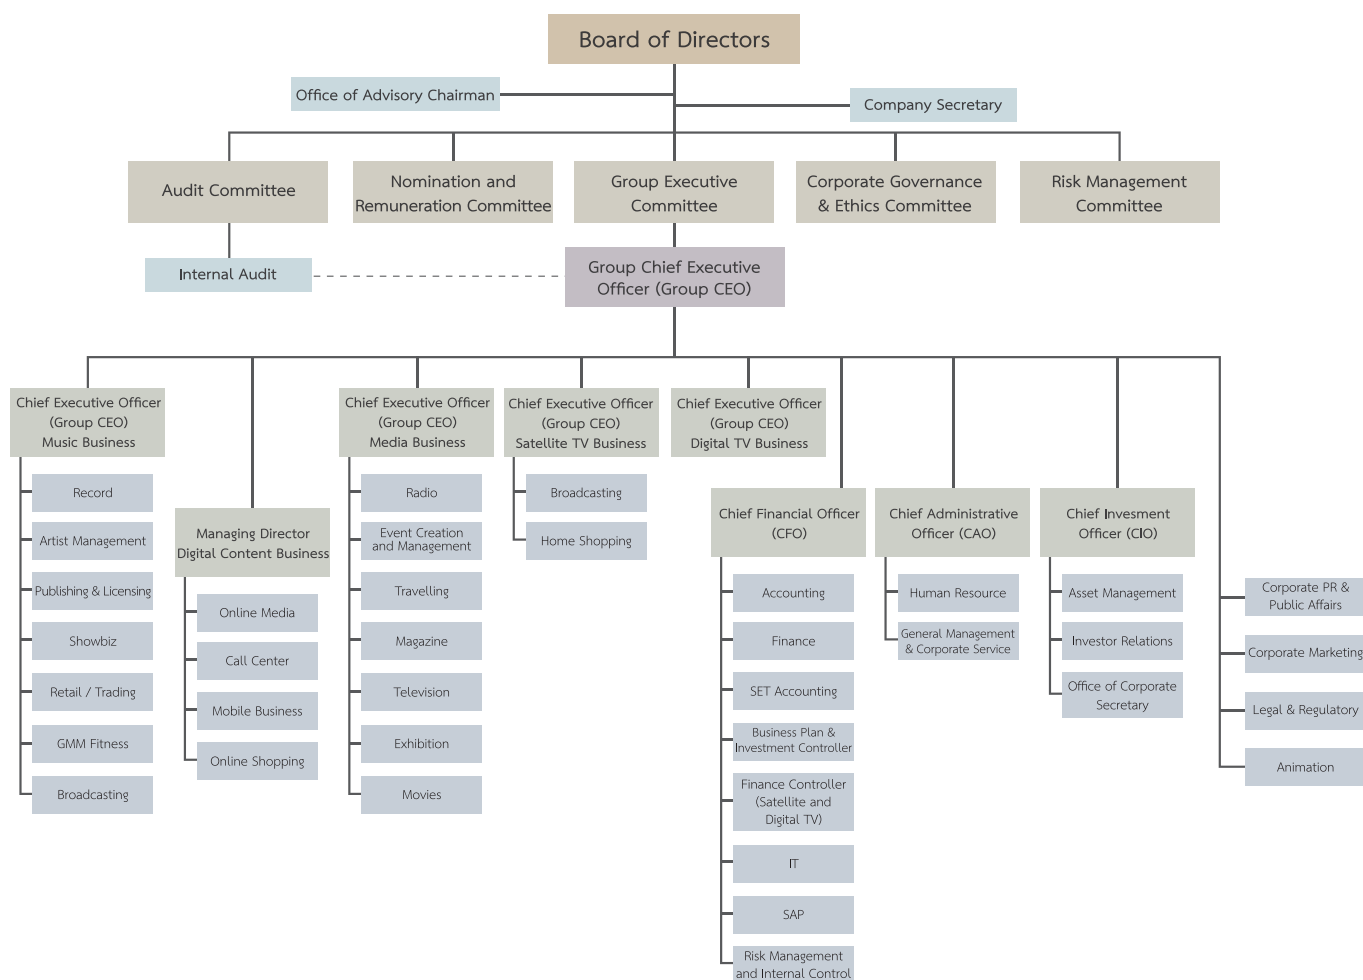 Board of Directors
Office of Advisory Chairman
Company Secretary
Audit Committee
Nomination and
Remuneration Committee
Group Executive
Committee
Corporate Governance
& Ethics Committee
Risk Management
Committee
Internal Audit
Group Chief Executive
Officer (Group CEO)
Chief Executive Officer
(Group CEO)
Music Business
Record
Artist Management
Publishing & Licensing
Showbiz
Retail / Trading
GMM Fitness
Broadcasting
Managing Director
Digital Content Business
Online Media
Call Center
Mobile Business
Online Shopping
Chief Executive Officer
(Group CEO)
Media Business
Radio
Event Creation
and Management
Travelling
Magazine
Television
Exhibition
Movies
Chief Executive Officer
(Group CEO)
Satellite TV Business
Broadcasting
Home Shopping
Chief Executive Officer
(Group CEO)
Digital TV Business
Chief Financial Officer
(CFO)
Accounting
Finance
SET Accounting
Business Plan &
Investment Controller
Finance Controller
(Satellite and
Digital TV)
IT
SAP
Risk Management
and Internal Control
Chief Administrative
Officer (CAO)
Human Resource
General Management
& Corporate Service
Chief Invesment
Officer (CIO)
Asset Management
Investor Relations
Office of Corporate
Secretary
Corporate PR &
Public Affairs
Corporate Marketing
Legal & Regulatory
Animation